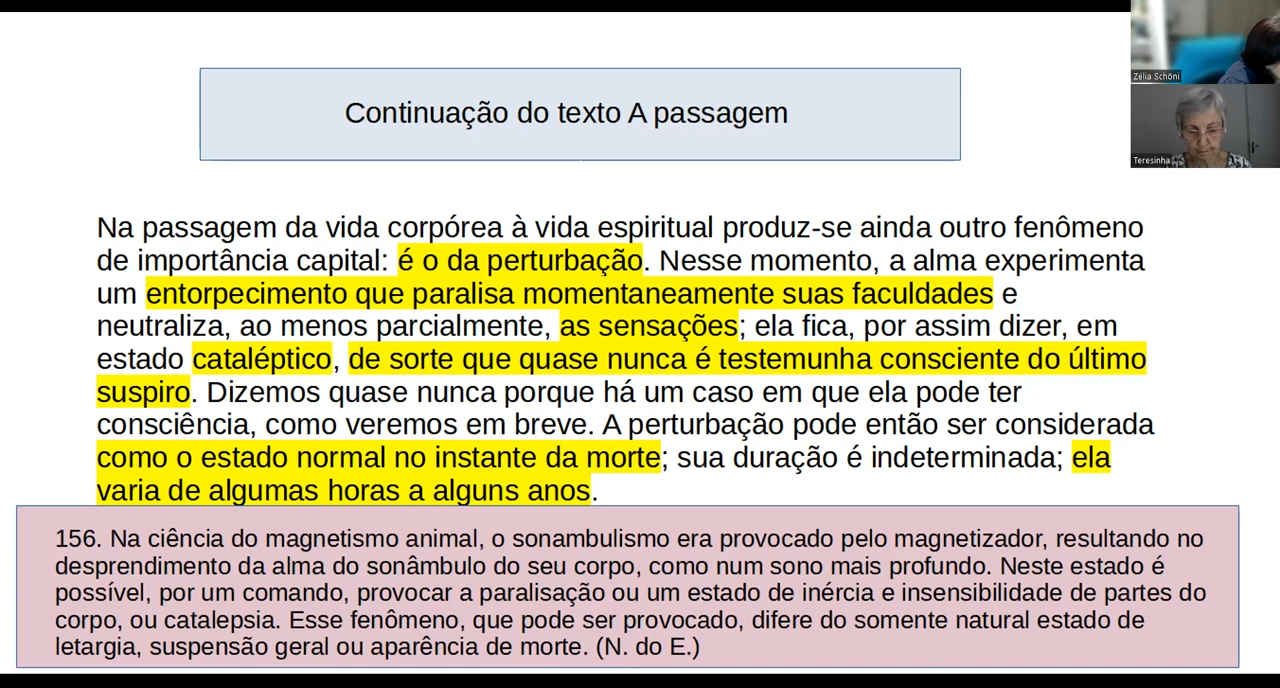 Continuação do texto A passagem
Zélia Schöni
Teresinha
Na passagem da vida corpórea à vida espiritual produz-se ainda outro fenômeno
de importância capital: é o da perturbação. Nesse momento, a alma experimenta
um entorpecimento que paralisa momentaneamente suas faculdades e
neutraliza, ao menos parcialmente, as sensações; ela fica, por assim dizer, em
estado cataléptico, de sorte que quase nunca é testemunha consciente do último
suspiro. Dizemos quase nunca porque há um caso em que ela pode ter
consciência, como veremos em breve. A perturbação pode então ser considerada
como o estado normal no instante da morte; sua duração é indeterminada; ela
varia de algumas horas a alguns anos.
156. Na ciência do magnetismo animal, o sonambulismo era provocado pelo magnetizador, resultando no
desprendimento da alma do sonâmbulo do seu corpo, como num sono mais profundo. Neste estado é
possível, por um comando, provocar a paralisação ou um estado de inércia e insensibilidade de partes do
corpo, ou catalepsia. Esse fenômeno, que pode ser provocado, difere do somente natural estado de
letargia, suspensão geral ou aparência de morte. (N. do E.)